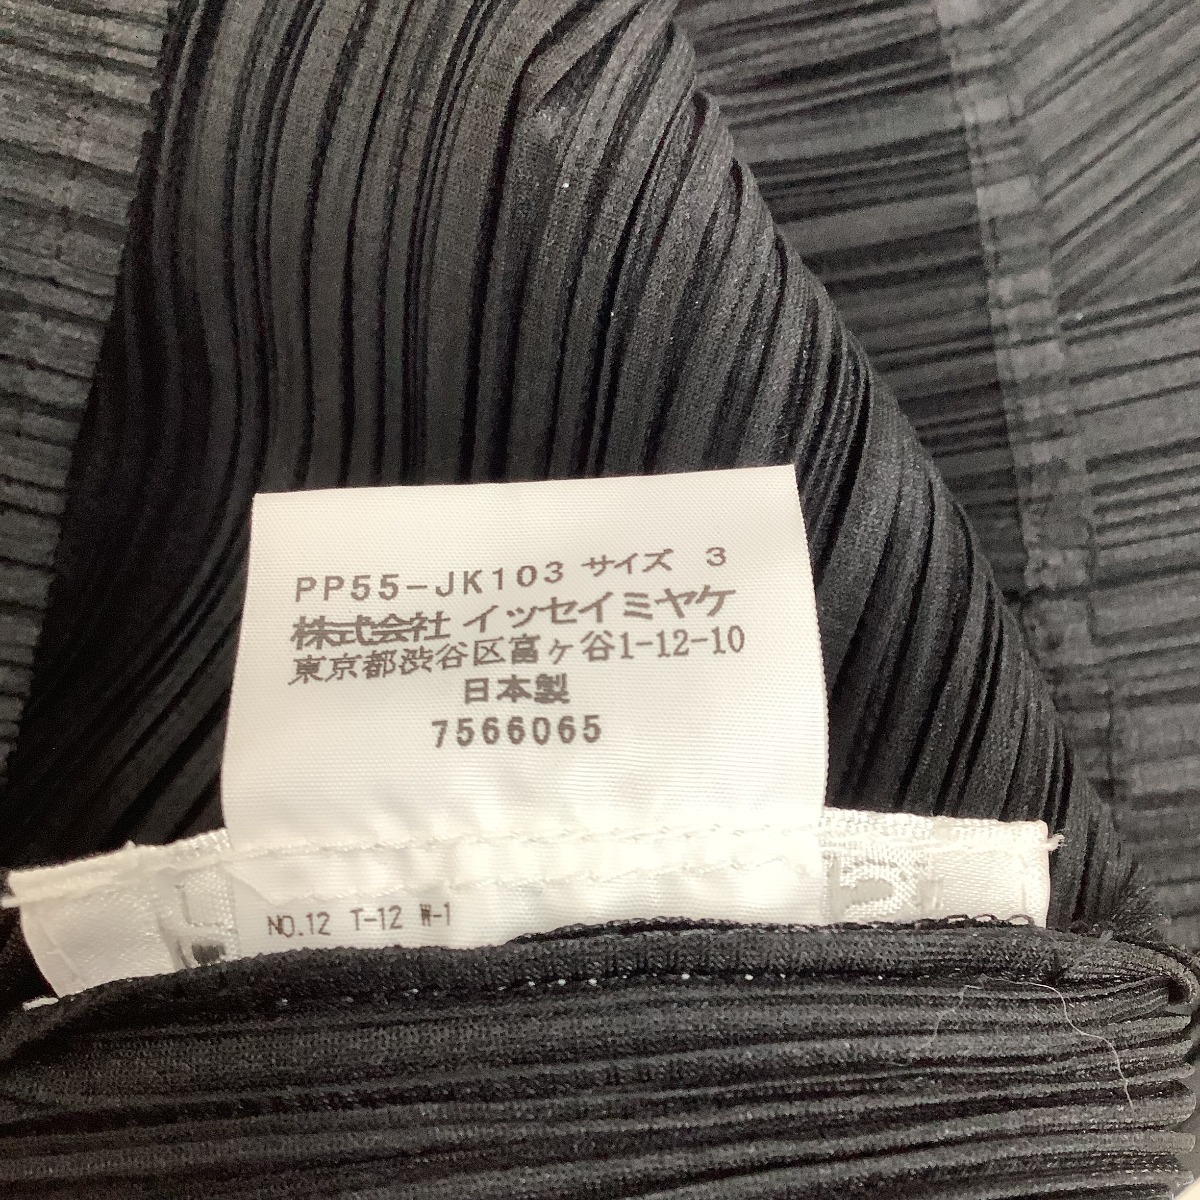 PP55-JK103 サイズ 3
株式会社 イッセイミヤケ
東京都渋谷区富ヶ谷1-12-10
日本製
7566065
NO.12 T-12 W-1